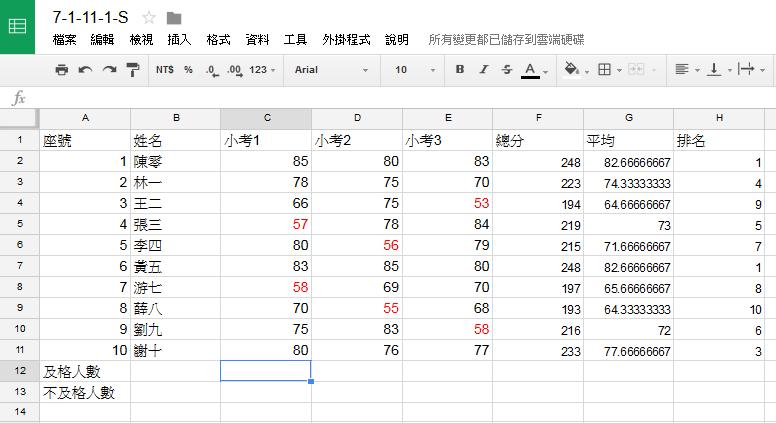 7-1-11-1-S
檔案 編輯 檢視 插入 格式 資料 工具 外掛程式 說明 所有變更都已儲存到雲端硬碟
NT$ % .0 .00 123 Arial 10 B I S A
fx
A B C D E F G H
1 座號 姓名 小考1 小考2 小考3 總分 平均 排名
2 1 陳零 85 80 83 248 82.66666667 1
3 2 林一 78 75 70 223 74.33333333 4
4 3 王二 66 75 53 194 64.66666667 9
5 4 張三 57 78 84 219 73 5
6 5 李四 80 56 79 215 71.66666667 7
7 6 黃五 83 85 80 248 82.66666667 1
8 7 游七 58 69 70 197 65.66666667 8
9 8 薛八 70 55 68 193 64.33333333 10
10 9 劉九 75 83 58 216 72 6
11 10 謝十 80 76 77 233 77.66666667 3
12 及格人數
13 不及格人數
14